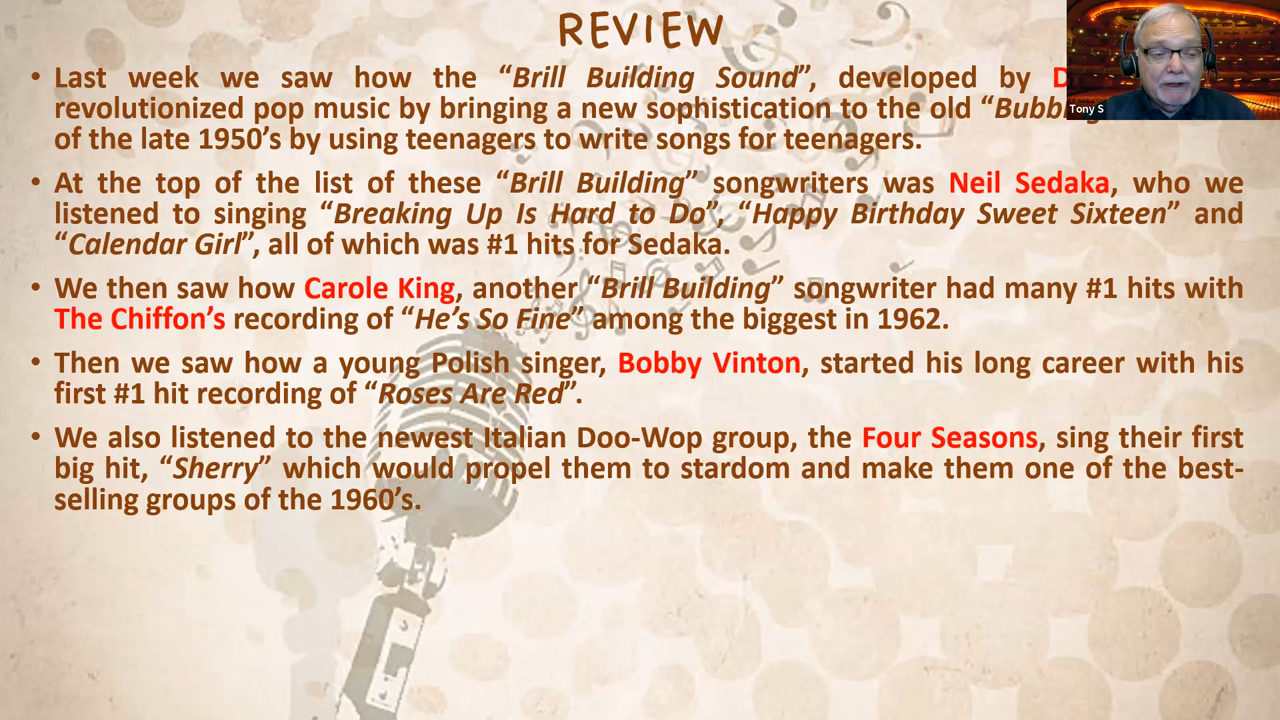 REVIEW
• Last week we saw how the “Brill Building Sound”, developed by
revolutionized pop music by bringing a new sophistication to the old
of the late 1950’s by using teenagers to write songs for teenagers.
• At the top of the list of these “Brill Building” songwriters was Neil Sedaka, who we
listened to singing “Breaking Up Is Hard to Do”, “Happy Birthday Sweet Sixteen” and
“Calendar Girl”, all of which was #1 hits for Sedaka.
• We then saw how Carole King, another “Brill Building” songwriter had many #1 hits with
The Chiffon’s recording of “He’s So Fine” among the biggest in 1962.
• Then we saw how a young Polish singer, Bobby Vinton, started his long career with his
first #1 hit recording of “Roses Are Red”.
• We also listened to the newest Italian Doo-Wop group, the Four Seasons, sing their first
big hit, “Sherry” which would propel them to stardom and make them one of the best-
selling groups of the 1960’s.
Tony S